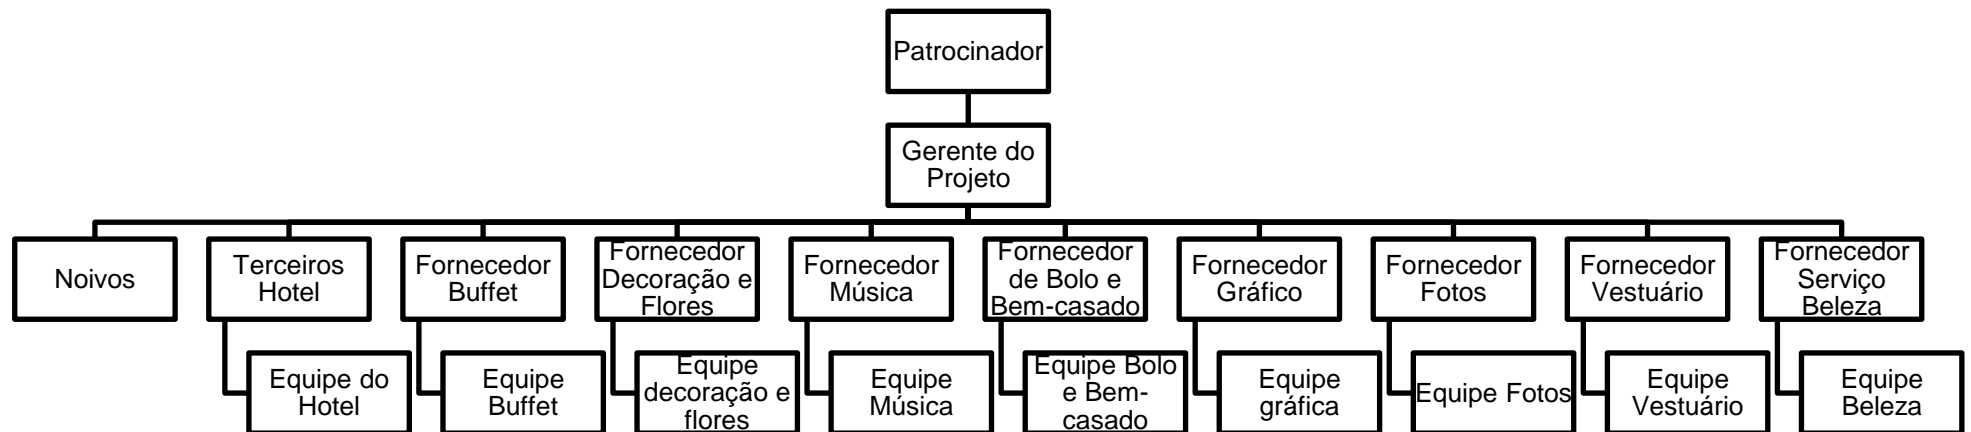 Patrocinador
Gerente do
Projeto
Noivos
Terceiros
Hotel
Fornecedor
Buffet
Fornecedor
Decoração e
Flores
Fornecedor
Música
Fornecedor
de Bolo e
Bem-casado
Fornecedor
Gráfico
Fornecedor
Fotos
Fornecedor
Vestuário
Fornecedor
Serviço
Beleza
Equipe do
Hotel
Equipe
Buffet
Equipe
decoração e
flores
Equipe
Música
Equipe Bolo
e Bem-
casado
Equipe
gráfica
Equipe Fotos
Equipe
Vestuário
Equipe
Beleza